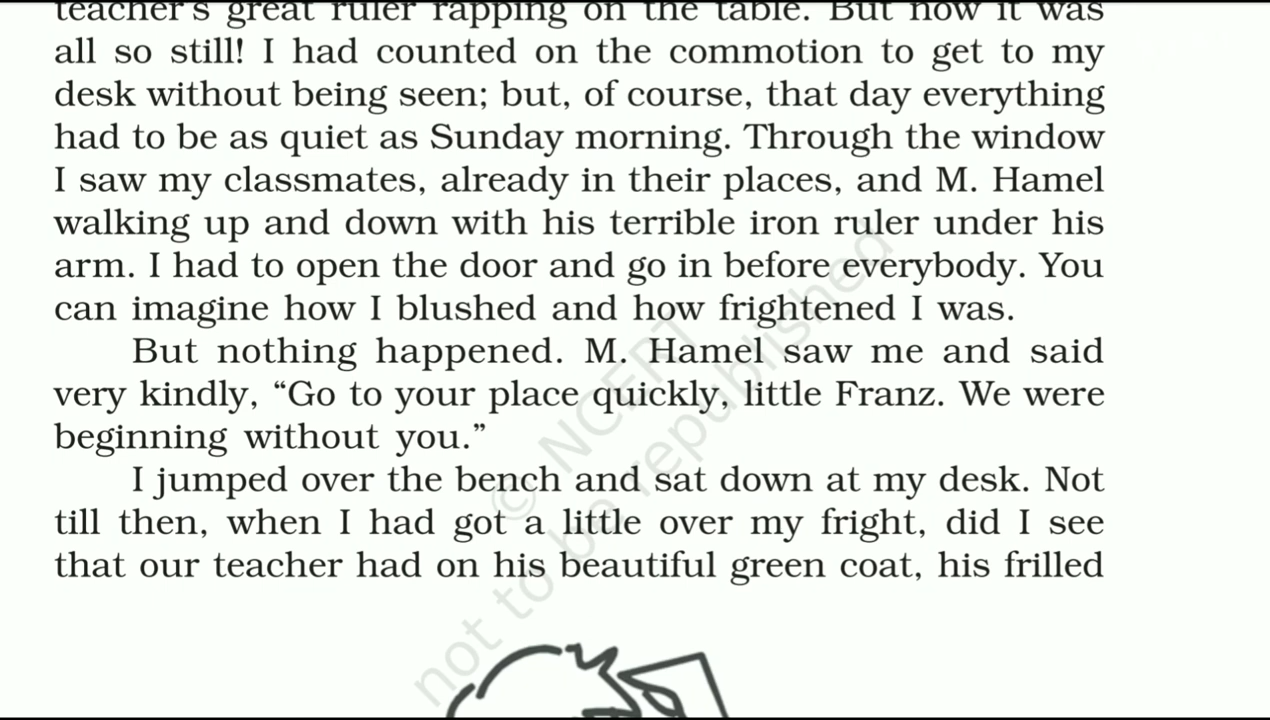 teacher's great ruler rapping on the table. But now it was
all so still! I had counted on the commotion to get to my
desk without being seen; but, of course, that day everything
had to be as quiet as Sunday morning. Through the window
I saw my classmates, already in their places, and M. Hamel
walking up and down with his terrible iron ruler under his
arm. I had to open the door and go in before everybody. You
can imagine how I blushed and how frightened I was.
But nothing happened. M. Hamel saw me and said
very kindly, “Go to your place quickly, little Franz. We were
beginning without you.”
I jumped over the bench and sat down at my desk. Not
till then, when I had got a little over my fright, did I see
that our teacher had on his beautiful green coat, his frilled
© NCERT
not to be republished